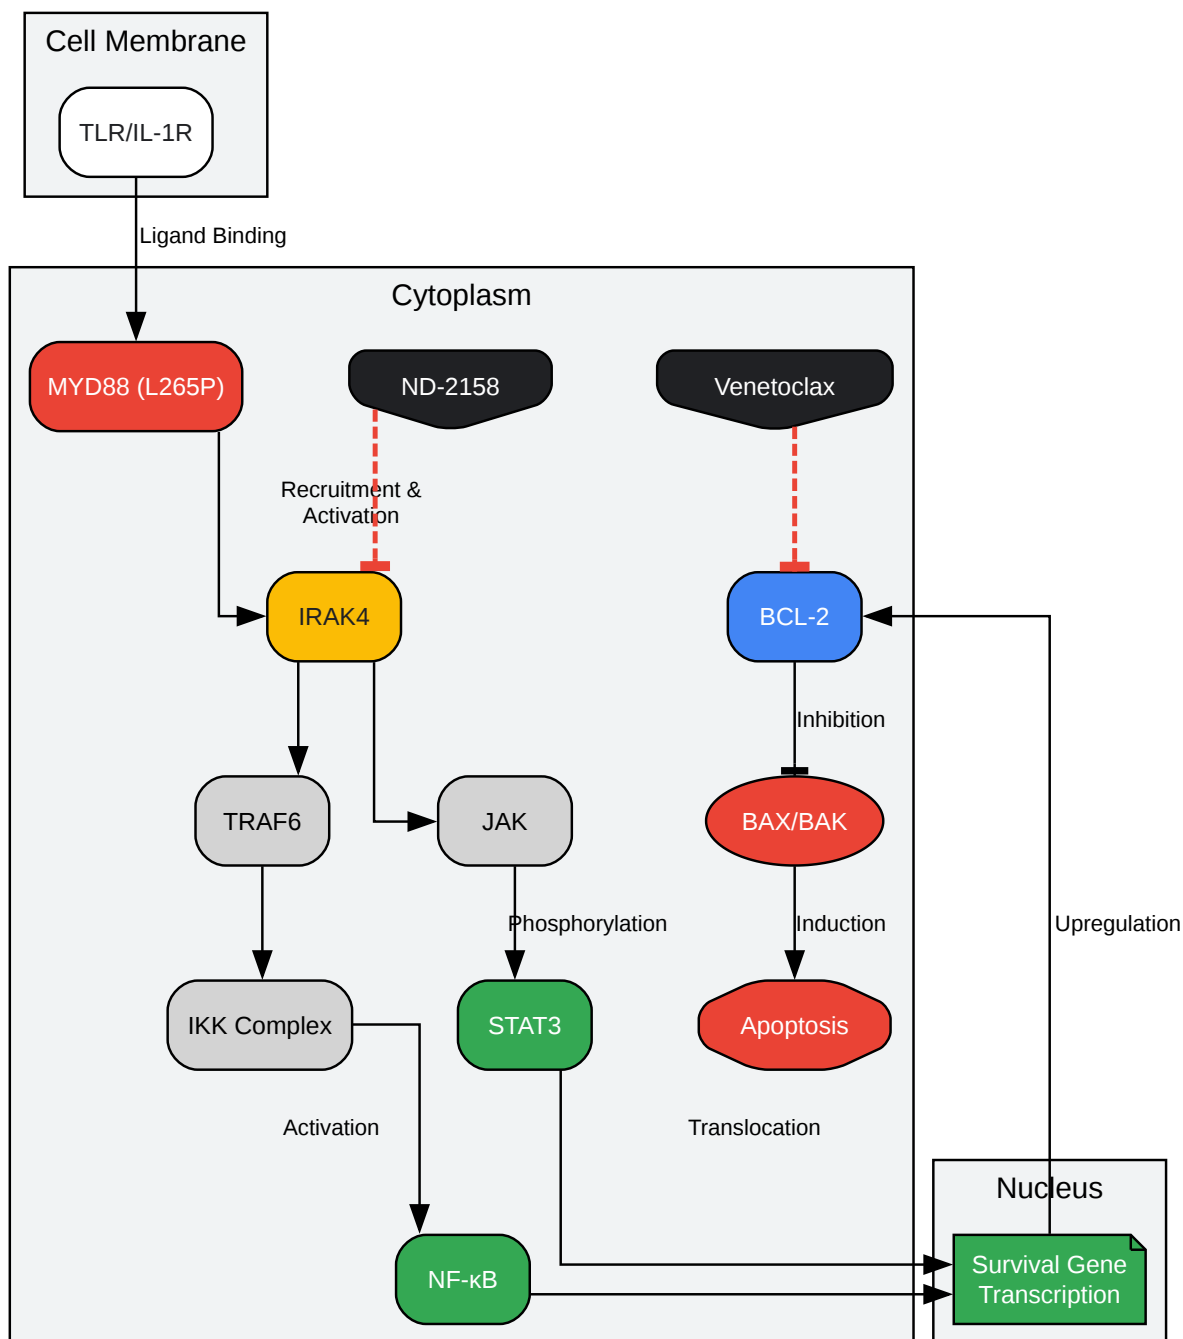 Cell Membrane
TLR/IL-1R
Ligand Binding
Cytoplasm
MYD88 (L265P)
ND-2158
Venetoclax
Recruitment &
Activation
IRAK4
BCL-2
Inhibition
TRAF6
JAK
BAX/BAK
Phosphorylation
Induction
Upregulation
IKK Complex
STAT3
Apoptosis
Activation
Translocation
Nucleus
NF-κB
Survival Gene
Transcription